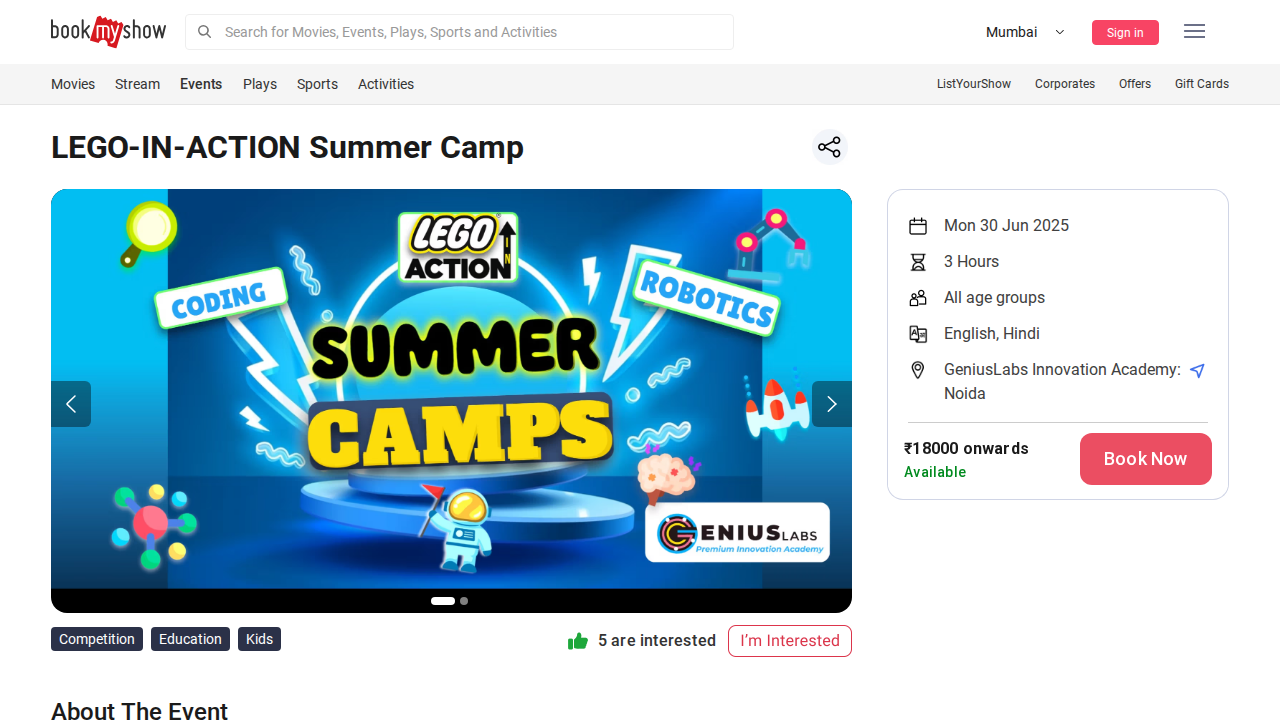 book my show
Search for Movies, Events, Plays, Sports and Activities
Mumbai
Sign in
Movies
Stream
Events
Plays
Sports
Activities
ListYourShow
Corporates
Offers
Gift Cards
LEGO-IN-ACTION Summer Camp
LEGO
IN
ACTION
CODING
ROBOTICS
SUMMER
CAMPS
GENIUS LABS
Premium Innovation Academy
Mon 30 Jun 2025
3 Hours
All age groups
English, Hindi
GeniusLabs Innovation Academy:
Noida
₹18000 onwards
Available
Book Now
Competition
Education
Kids
5 are interested
I'm Interested
About The Event